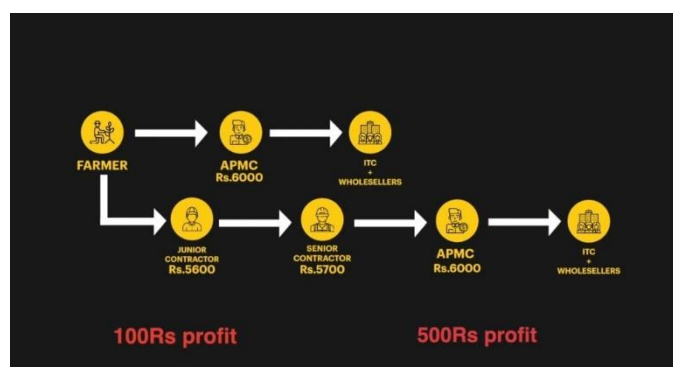 FARMER
APMC
Rs.6000
ITC
+
WHOLESELLERS
JUNIOR
CONTRACTOR
Rs.5600
SENIOR
CONTRACTOR
Rs.5700
APMC
Rs.6000
ITC
+
WHOLESELLERS
100Rs profit
500Rs profit